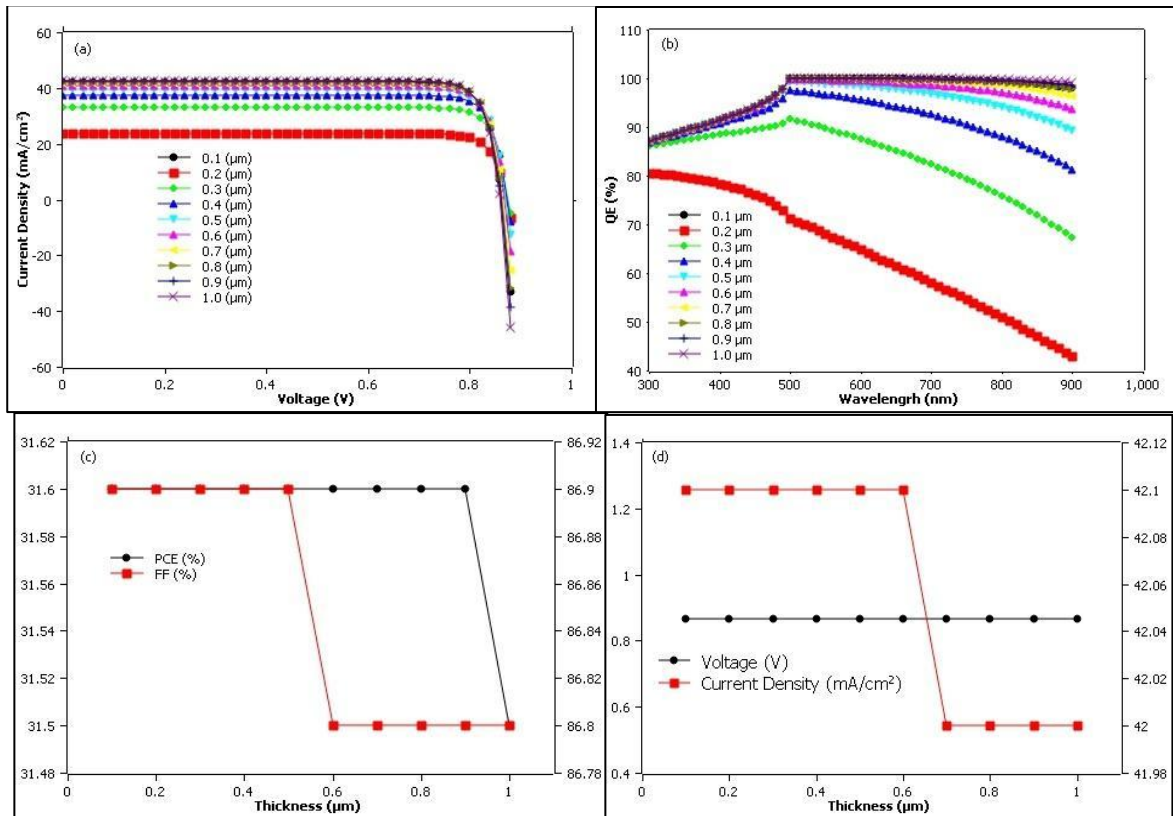 (a)
60
40
20
0
-20
-40
-60
Current Density (mA/cm²)
0.1 (µm)
0.2 (µm)
0.3 (µm)
0.4 (µm)
0.5 (µm)
0.6 (µm)
0.7 (µm)
0.8 (µm)
0.9 (µm)
1.0 (µm)
0 0.2 0.4 0.6 0.8 1
Voltage (V)
(b)
110
100
90
80
70
60
50
40
QE (%)
0.1 µm
0.2 µm
0.3 µm
0.4 µm
0.5 µm
0.6 µm
0.7 µm
0.8 µm
0.9 µm
1.0 µm
300 400 500 600 700 800 900 1,000
Wavelengrh (nm)
(c)
31.62
31.6
31.58
31.56
31.54
31.52
31.5
31.48
PCE (%)
FF (%)
86.92
86.9
86.88
86.86
86.84
86.82
86.8
86.78
0 0.2 0.4 0.6 0.8 1
Thickness (µm)
(d)
1.4
1.2
1
0.8
0.6
0.4
Voltage (V)
Current Density (mA/cm²)
42.12
42.1
42.08
42.06
42.04
42.02
42
41.98
0 0.2 0.4 0.6 0.8 1
Thickness (µm)